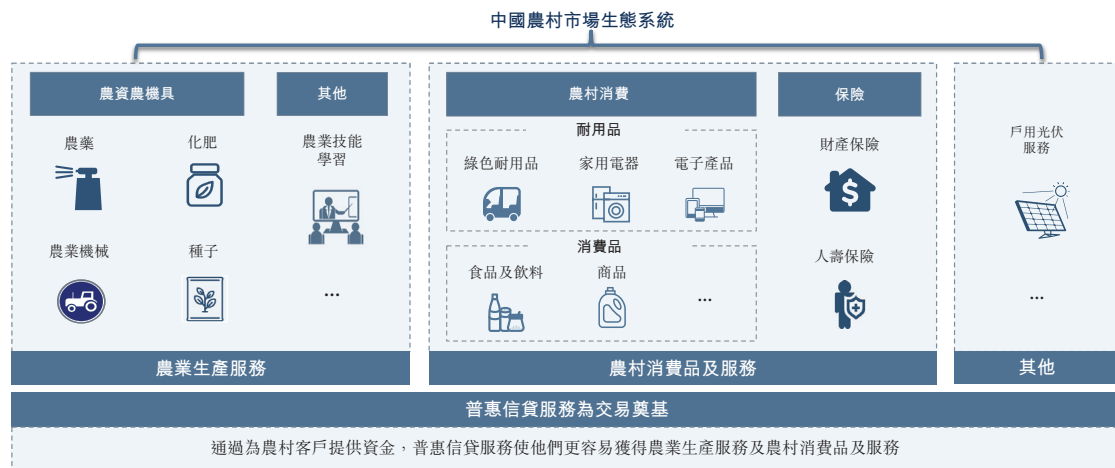 中國農村市場生態系統
農資農機具
其他
農藥
化肥
農業技能
學習
農業機械
種子
...
農業生產服務
農村消費
保險
耐用品
綠色耐用品
家用電器
電子產品
消費品
食品及飲料
商品
...
財產保險
人壽保險
農村消費品及服務
戶用光伏
服務
...
其他
普惠信貸服務為交易奠基
通過為農村客戶提供資金，普惠信貸服務使他們更容易獲得農業生產服務及農村消費品及服務